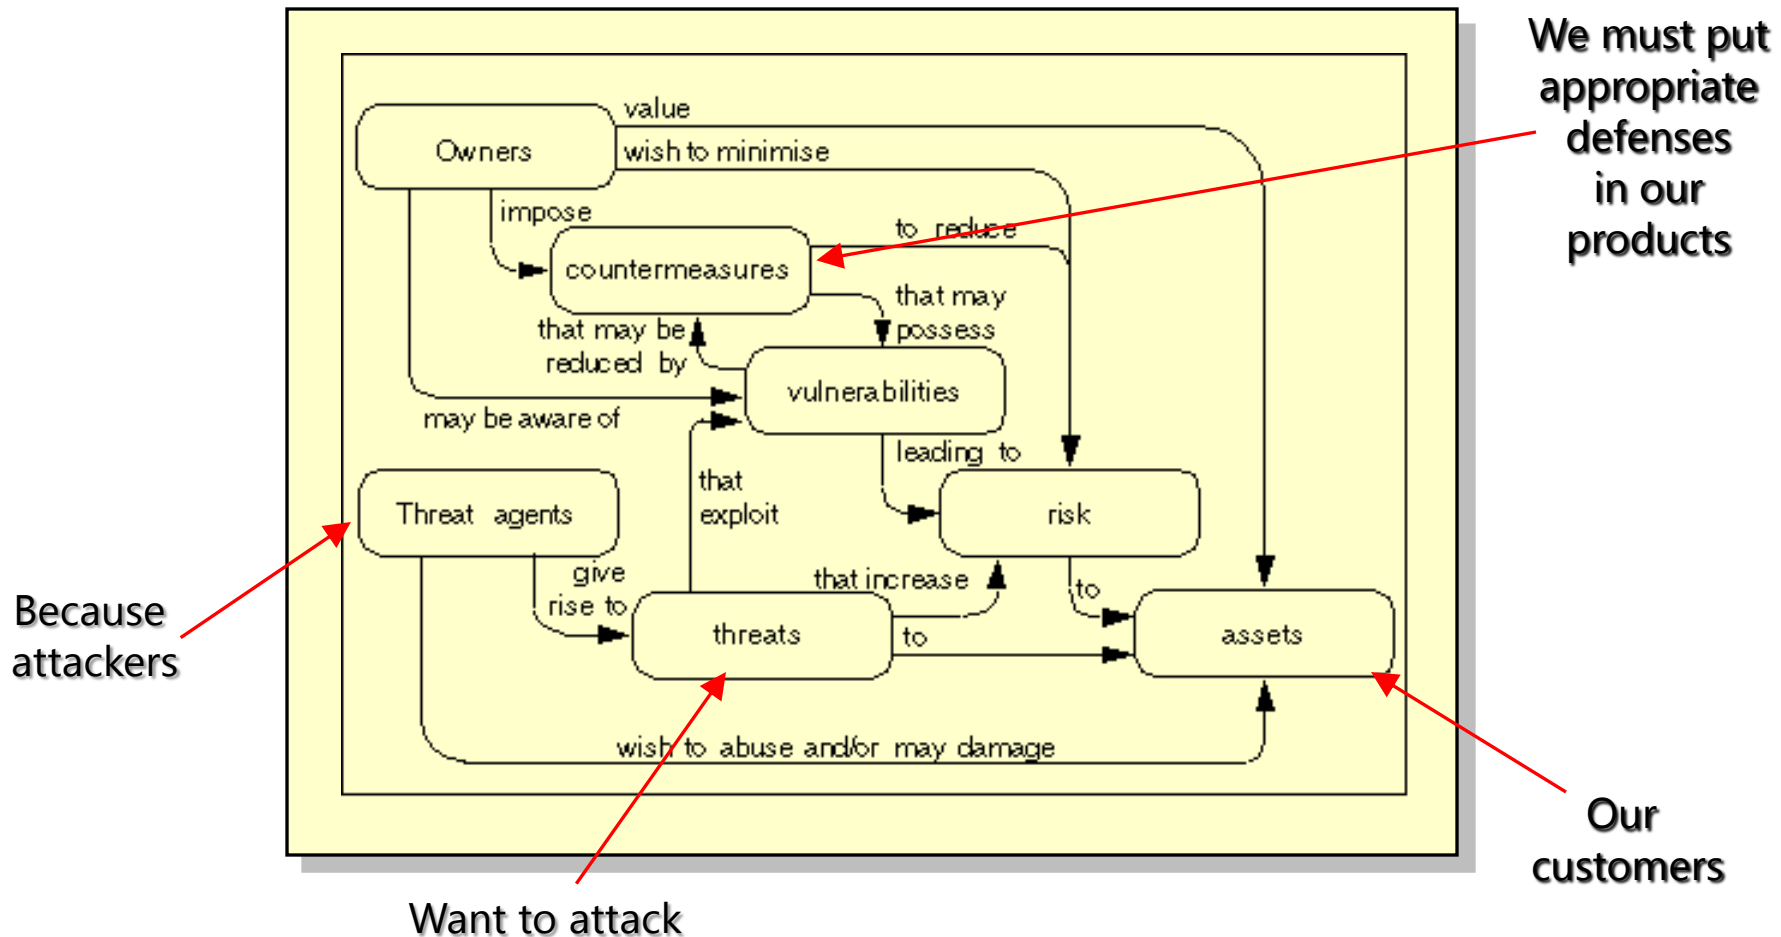 We must put
appropriate
defenses
in our
products
value
Owners
wish to minimise
impose
to reduce
countermeasures
that may
possess
that may be
reduced by
vulnerabilities
may be aware of
leading to
that
exploit
Threat agents
risk
give
rise to
that increase
to
threats
to
assets
wish to abuse and/or may damage
Because
attackers
Want to attack
Our
customers